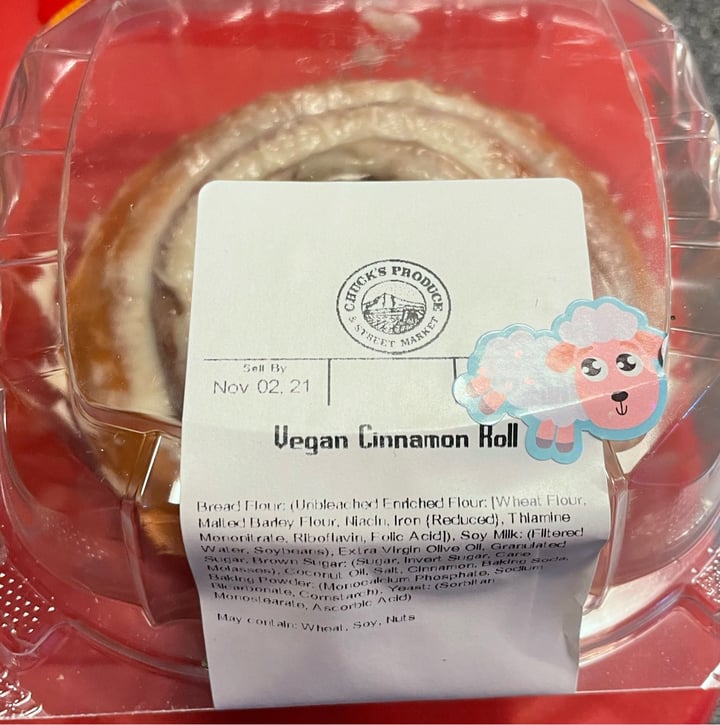 CHUCK'S PRODUCE
& STREET MARKET
Sell By
Nov 02, 21
Vegan Cinnamon Roll
Bread Flour: (Unbleached Enriched Flour: [Wheat Flour,
Malted Barley Flour, Niacin, Iron {Reduced}, Thiamine
Mononitrate, Riboflavin, Folic Acid]), Soy Milk: (Filtered
Water, Soybeans), Extra Virgin Olive Oil, Granulated
Sugar, Brown Sugar: (Sugar, Invert Sugar, Cane
Molasses), Coconut Oil, Salt, Cinnamon, Baking Soda,
Baking Powder: (Monocalcium Phosphate, Sodium
Bicarbonate, Cornstarch), Yeast: (Sorbitan
Monostearate, Ascorbic Acid)
May contain: Wheat, Soy, Nuts